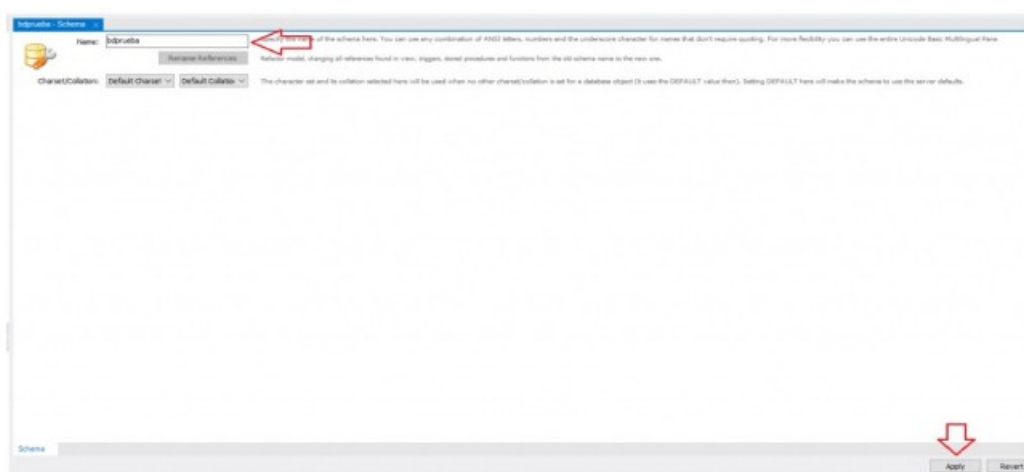 bdprueba - Schema ×
Name: bdprueba
Specify the name of the schema here. You can use any combination of ANSI letters, numbers and the underscore character for names that don't require quoting. For more flexibility you can use the entire Unicode Basic Multilingual Pane
Rename References
Refactor model, changing all references found in view, triggers, stored procedures and functions from the old schema name to the new one.
Charset/Collation: Default Charset Default Collation
The character set and its collation selected here will be used when no other charset/collation is set for a database object (it uses the DEFAULT value then). Setting DEFAULT here will make the schema to use the server defaults.
Schema
Apply Revert